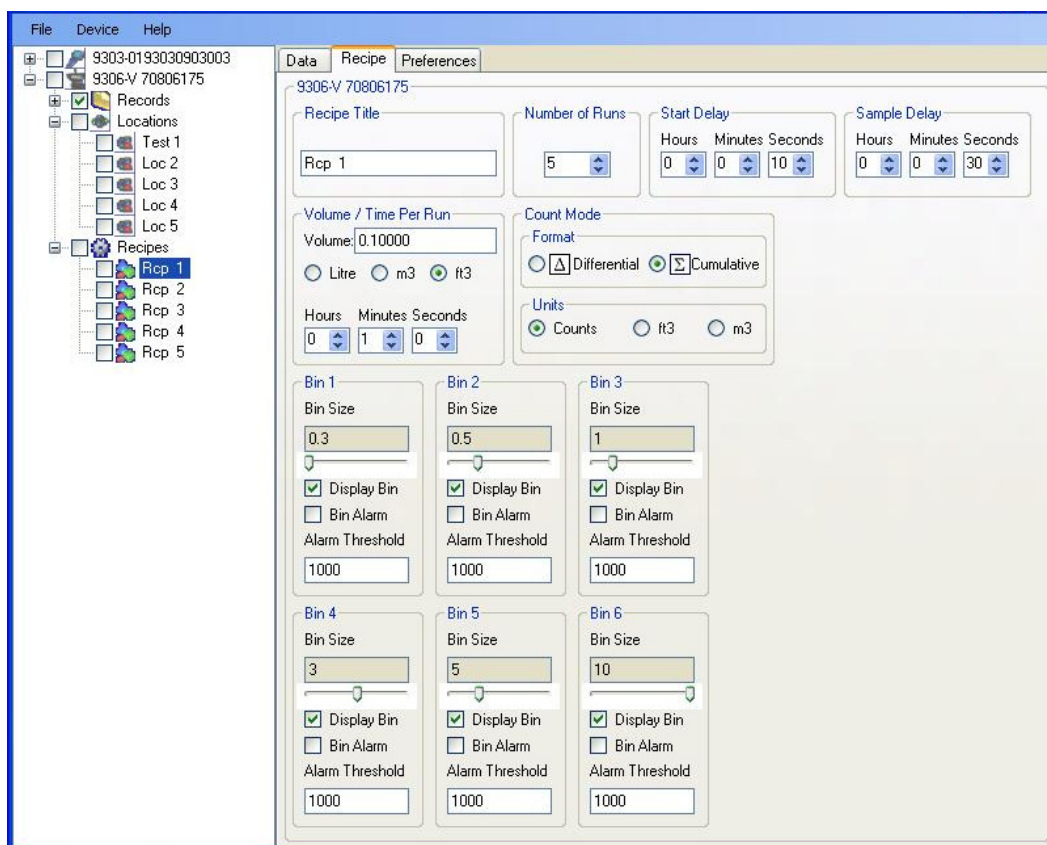 File Device Help
9303-0193030903003
9306-V 70806175
Records
Locations
Test 1
Loc 2
Loc 3
Loc 4
Loc 5
Recipes
Rcp 1
Rcp 2
Rcp 3
Rcp 4
Rcp 5
Data Recipe Preferences
9306-V 70806175
Recipe Title Number of Runs Start Delay Sample Delay
Hours Minutes Seconds Hours Minutes Seconds
Rcp 1 5 0 0 10 0 0 30
Volume / Time Per Run Count Mode
Volume: 0.10000 Format
Litre m3 ft3 Δ Differential Σ Cumulative
Hours Minutes Seconds Units
0 1 0 Counts ft3 m3
Bin 1 Bin 2 Bin 3
Bin Size Bin Size Bin Size
0.3 0.5 1
Display Bin Display Bin Display Bin
Bin Alarm Bin Alarm Bin Alarm
Alarm Threshold Alarm Threshold Alarm Threshold
1000 1000 1000
Bin 4 Bin 5 Bin 6
Bin Size Bin Size Bin Size
3 5 10
Display Bin Display Bin Display Bin
Bin Alarm Bin Alarm Bin Alarm
Alarm Threshold Alarm Threshold Alarm Threshold
1000 1000 1000